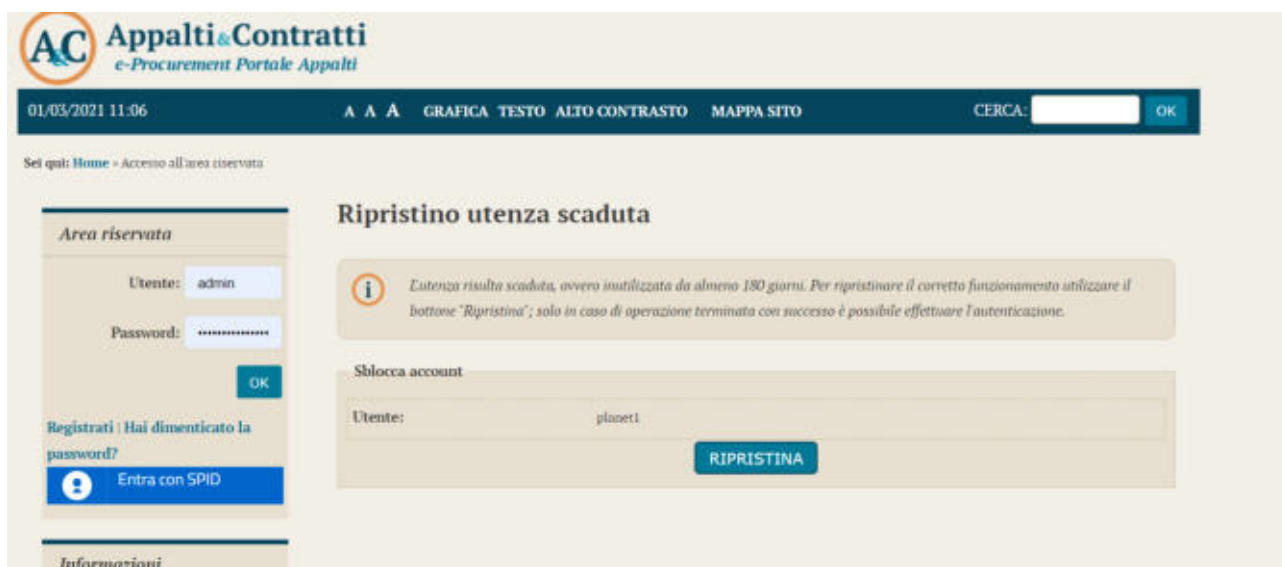 A&C Appalti&Contratti
e-Procurement Portale Appalti
01/03/2021 11:06 A A A GRAFICA TESTO ALTO CONTRASTO MAPPA SITO CERCA: OK
Sei qui: Home » Accesso all'area riservata
Area riservata
Utente: admin
Password: •••••••••••••••
OK
Registrati | Hai dimenticato la
password?
Entra con SPID
Informazioni
Ripristino utenza scaduta
L'utenza risulta scaduta, ovvero inutilizzata da almeno 180 giorni. Per ripristinare il corretto funzionamento utilizzare il
bottone "Ripristina"; solo in caso di operazione terminata con successo è possibile effettuare l'autenticazione.
Sblocca account
Utente: planet1
RIPRISTINA